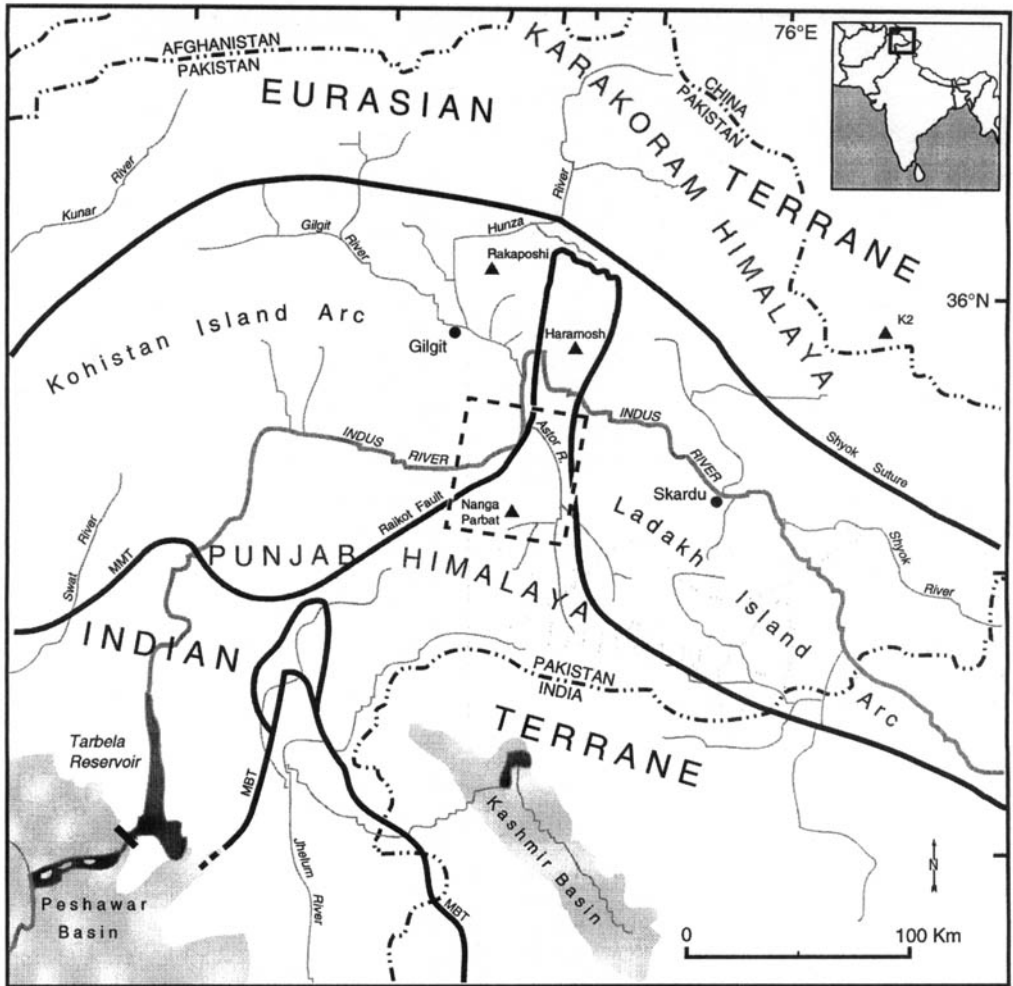 76°E
AFGHANISTAN
PAKISTAN
KARAKORAM HIMALAYA
CHINA
PAKISTAN
EURASIAN
TERRANE
Kunar River
Gilgit River
Hunza River
Rakaposhi
36°N
K2
Kohistan Island Arc
Gilgit
Haramosh
INDUS RIVER
Astor R.
INDUS RIVER
Shyok Suture
Skardu
Nanga
Parbat
Raikot Fault
Ladakh Island Arc
Swat River
MMT
PUNJAB HIMALAYA
Shyok River
INDIAN
TERRANE
PAKISTAN
INDIA
Tarbela
Reservoir
MBT
Kashmir Basin
Jhelum River
MBT
N
Peshawar
Basin
0 100 Km